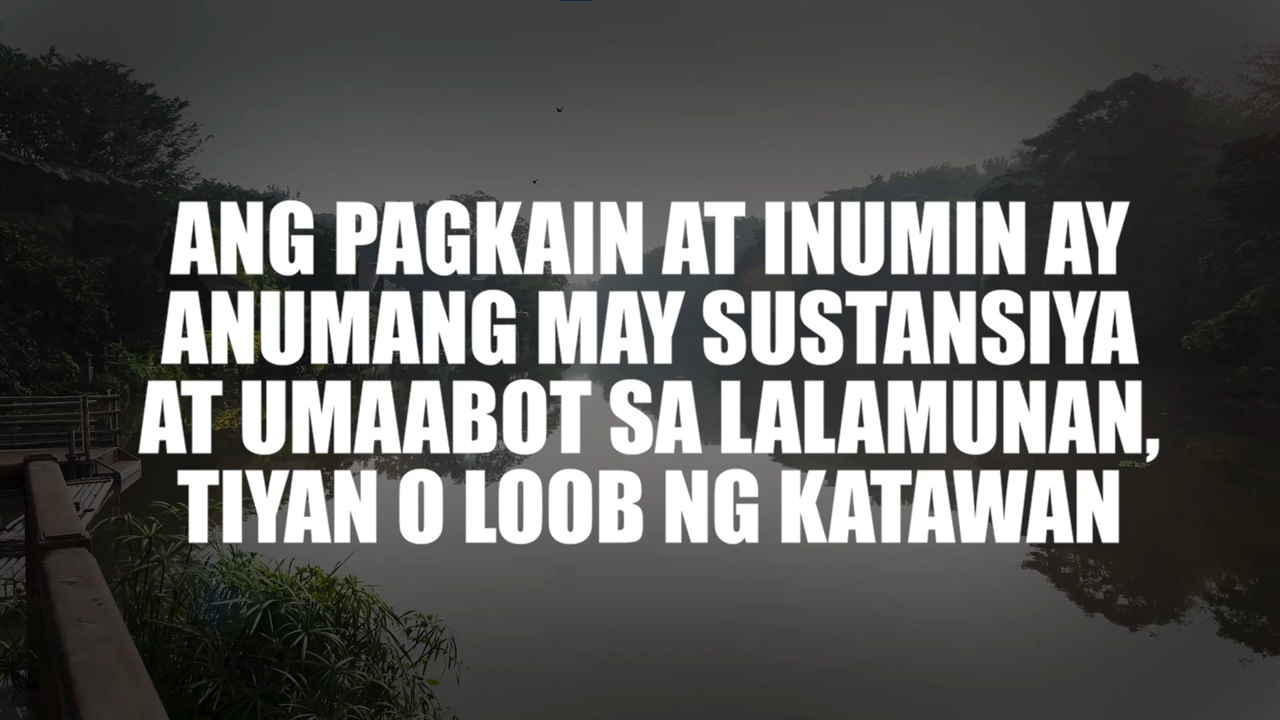 ANG PAGKAIN AT INUMIN AY
ANUMANG MAY SUSTANSIYA
AT UMAABOT SA LALAMUNAN,
TIYAN O LOOB NG KATAWAN